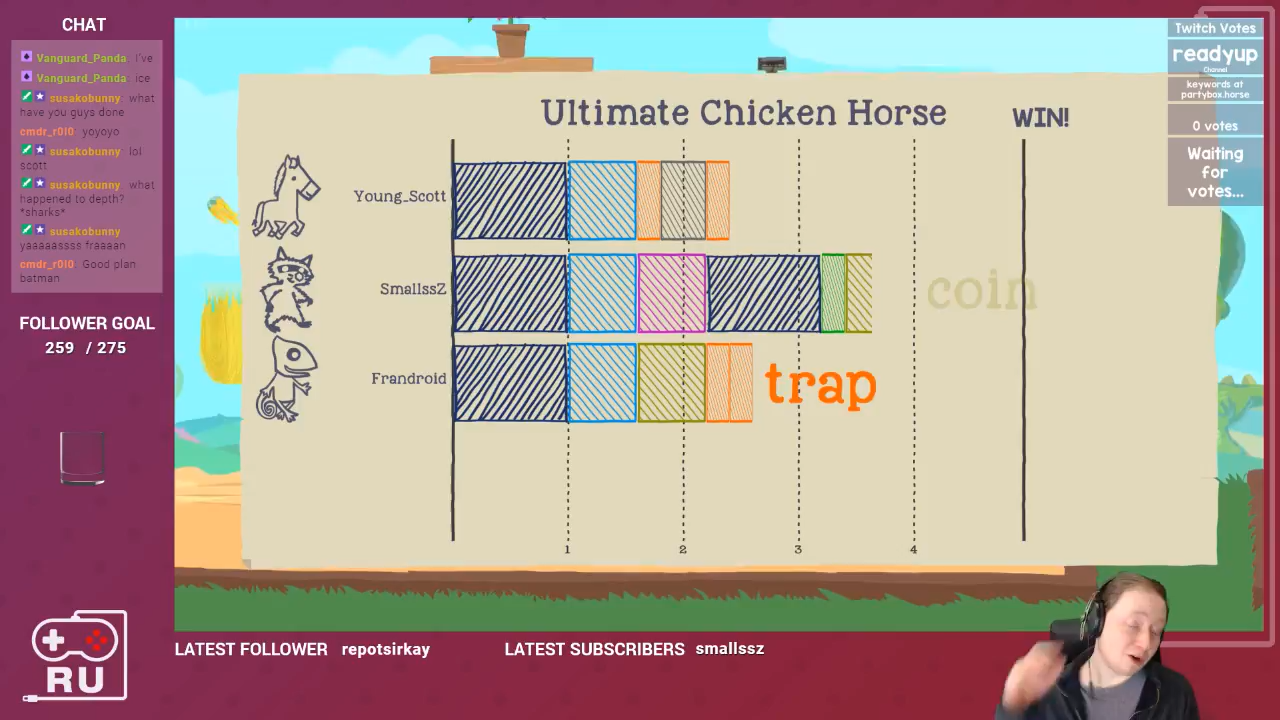 CHAT
Vanguard_Panda: I've
Vanguard_Panda: ice
susakobunny: what
have you guys done
cmdr_r0l0: yoyoyo
susakobunny: lol
scott
susakobunny: what
happened to depth?
*sharks*
susakobunny:
yaaaaassss fraaaan
cmdr_r0l0: Good plan
batman
FOLLOWER GOAL
259 / 275
RU
Ultimate Chicken Horse
WIN!
Young_Scott
SmallssZ
coin
Frandroid
trap
1 2 3 4
LATEST FOLLOWER repotsirkay
LATEST SUBSCRIBERS smallssz
Twitch Votes
readyup
Channel
keywords at
partybox.horse
0 votes
Waiting
for
votes...